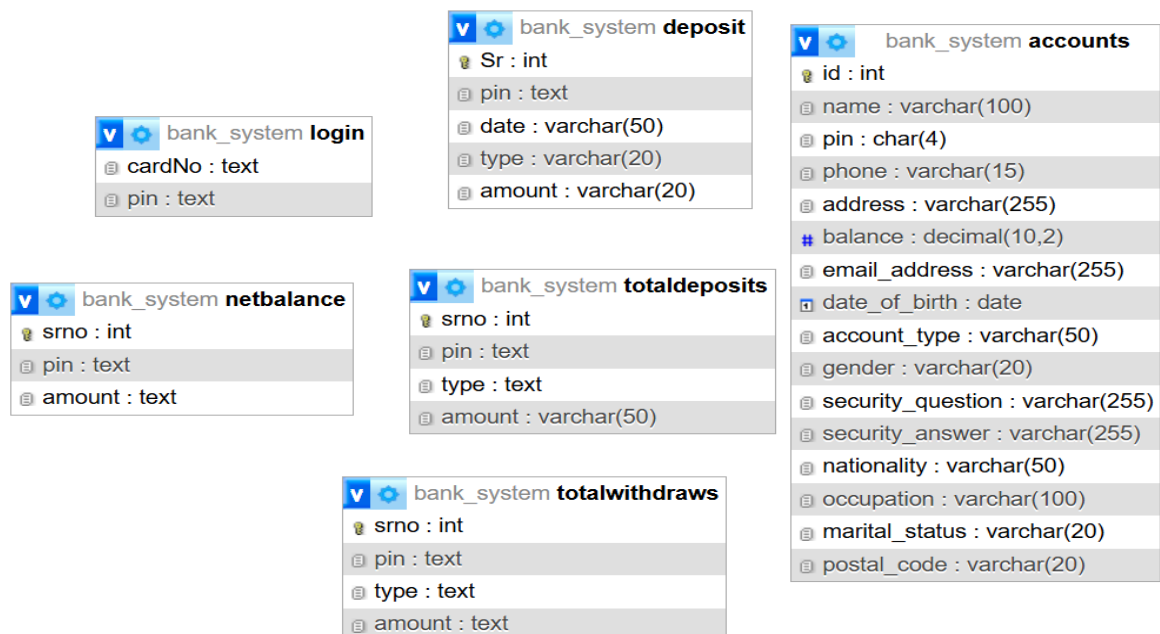 bank_system login
cardNo : text
pin : text
bank_system deposit
Sr : int
pin : text
date : varchar(50)
type : varchar(20)
amount : varchar(20)
bank_system accounts
id : int
name : varchar(100)
pin : char(4)
phone : varchar(15)
address : varchar(255)
balance : decimal(10,2)
email_address : varchar(255)
date_of_birth : date
account_type : varchar(50)
gender : varchar(20)
security_question : varchar(255)
security_answer : varchar(255)
nationality : varchar(50)
occupation : varchar(100)
marital_status : varchar(20)
postal_code : varchar(20)
bank_system netbalance
srno : int
pin : text
amount : text
bank_system totaldeposits
srno : int
pin : text
type : text
amount : varchar(50)
bank_system totalwithdraws
srno : int
pin : text
type : text
amount : text